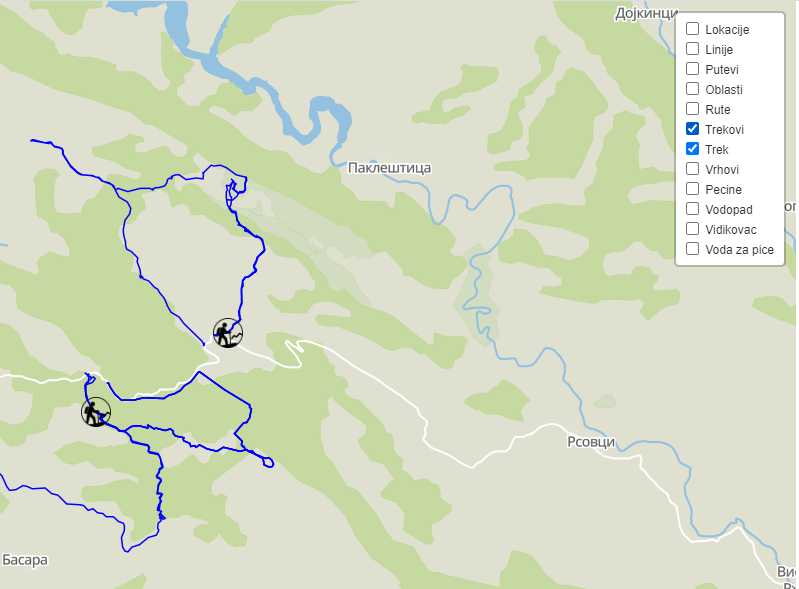 Дојкинци
Lokacije
Linije
Putevi
Oblasti
Rute
Trekovi
Trek
Vrhovi
Pecine
Vodopad
Vidikovac
Voda za pice
Паклештица
Рсовци
Басара